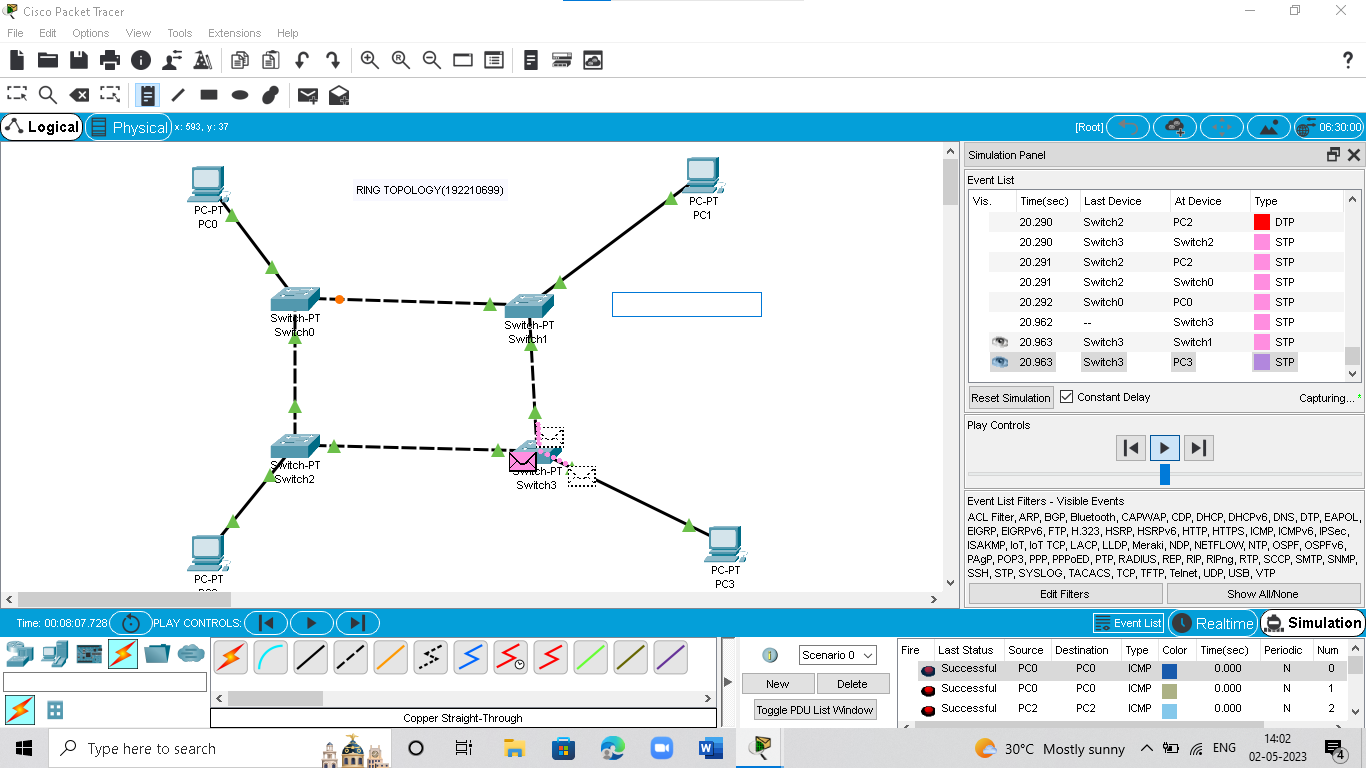 Cisco Packet Tracer
File Edit Options View Tools Extensions Help
?
Logical Physical x: 593, y: 37 [Root] 06:30:00
RING TOPOLOGY(192210699)
PC-PT
PC0
PC-PT
PC1
Switch-PT
Switch0
Switch-PT
Switch1
Switch-PT
Switch2
Switch-PT
Switch3
PC-PT
PC-PT
PC3
Simulation Panel
Event List
Vis. Time(sec) Last Device At Device Type
20.290 Switch2 PC2 DTP
20.290 Switch3 Switch2 STP
20.291 Switch2 PC2 STP
20.291 Switch2 Switch0 STP
20.292 Switch0 PC0 STP
20.962 -- Switch3 STP
20.963 Switch3 Switch1 STP
20.963 Switch3 PC3 STP
Reset Simulation Constant Delay Capturing... *
Play Controls
Event List Filters - Visible Events
ACL Filter, ARP, BGP, Bluetooth, CAPWAP, CDP, DHCP, DHCPv6, DNS, DTP, EAPOL,
EIGRP, EIGRPv6, FTP, H.323, HSRP, HSRPv6, HTTP, HTTPS, ICMP, ICMPv6, IPSec,
ISAKMP, IoT, IoT TCP, LACP, LLDP, Meraki, NDP, NETFLOW, NTP, OSPF, OSPFv6,
PAgP, POP3, PPP, PPPoED, PTP, RADIUS, REP, RIP, RIPng, RTP, SCCP, SMTP, SNMP,
SSH, STP, SYSLOG, TACACS, TCP, TFTP, Telnet, UDP, USB, VTP
Edit Filters Show All/None
Time: 00:08:07.728 PLAY CONTROLS: Event List Realtime Simulation
Copper Straight-Through
Scenario 0
New Delete
Toggle PDU List Window
Fire Last Status Source Destination Type Color Time(sec) Periodic Num
Successful PC0 PC0 ICMP 0.000 N 0
Successful PC0 PC0 ICMP 0.000 N 1
Successful PC2 PC2 ICMP 0.000 N 2
Type here to search
30°C Mostly sunny ENG 14:02
02-05-2023
4